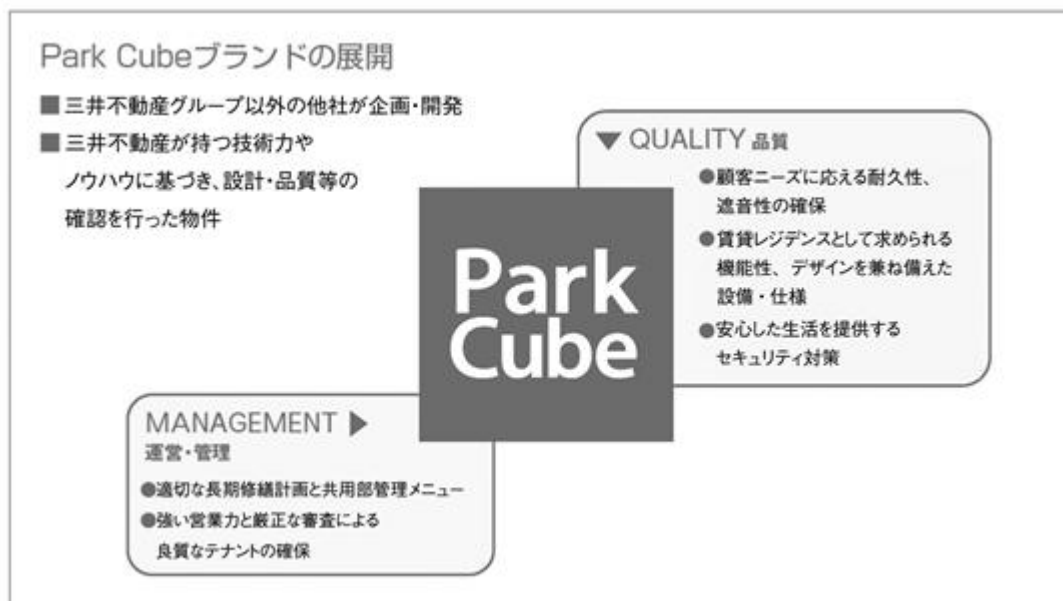 Park Cubeブランドの展開
■三井不動産グループ以外の他社が企画・開発
■三井不動産が持つ技術力や
ノウハウに基づき、設計・品質等の
確認を行った物件
▼ QUALITY 品質
●顧客ニーズに応える耐久性、
遮音性の確保
●賃貸レジデンスとして求められる
機能性、デザインを兼ね備えた
設備・仕様
●安心した生活を提供する
セキュリティ対策
Park
Cube
MANAGEMENT ▶
運営・管理
●適切な長期修繕計画と共用部管理メニュー
●強い営業力と厳正な審査による
良質なテナントの確保